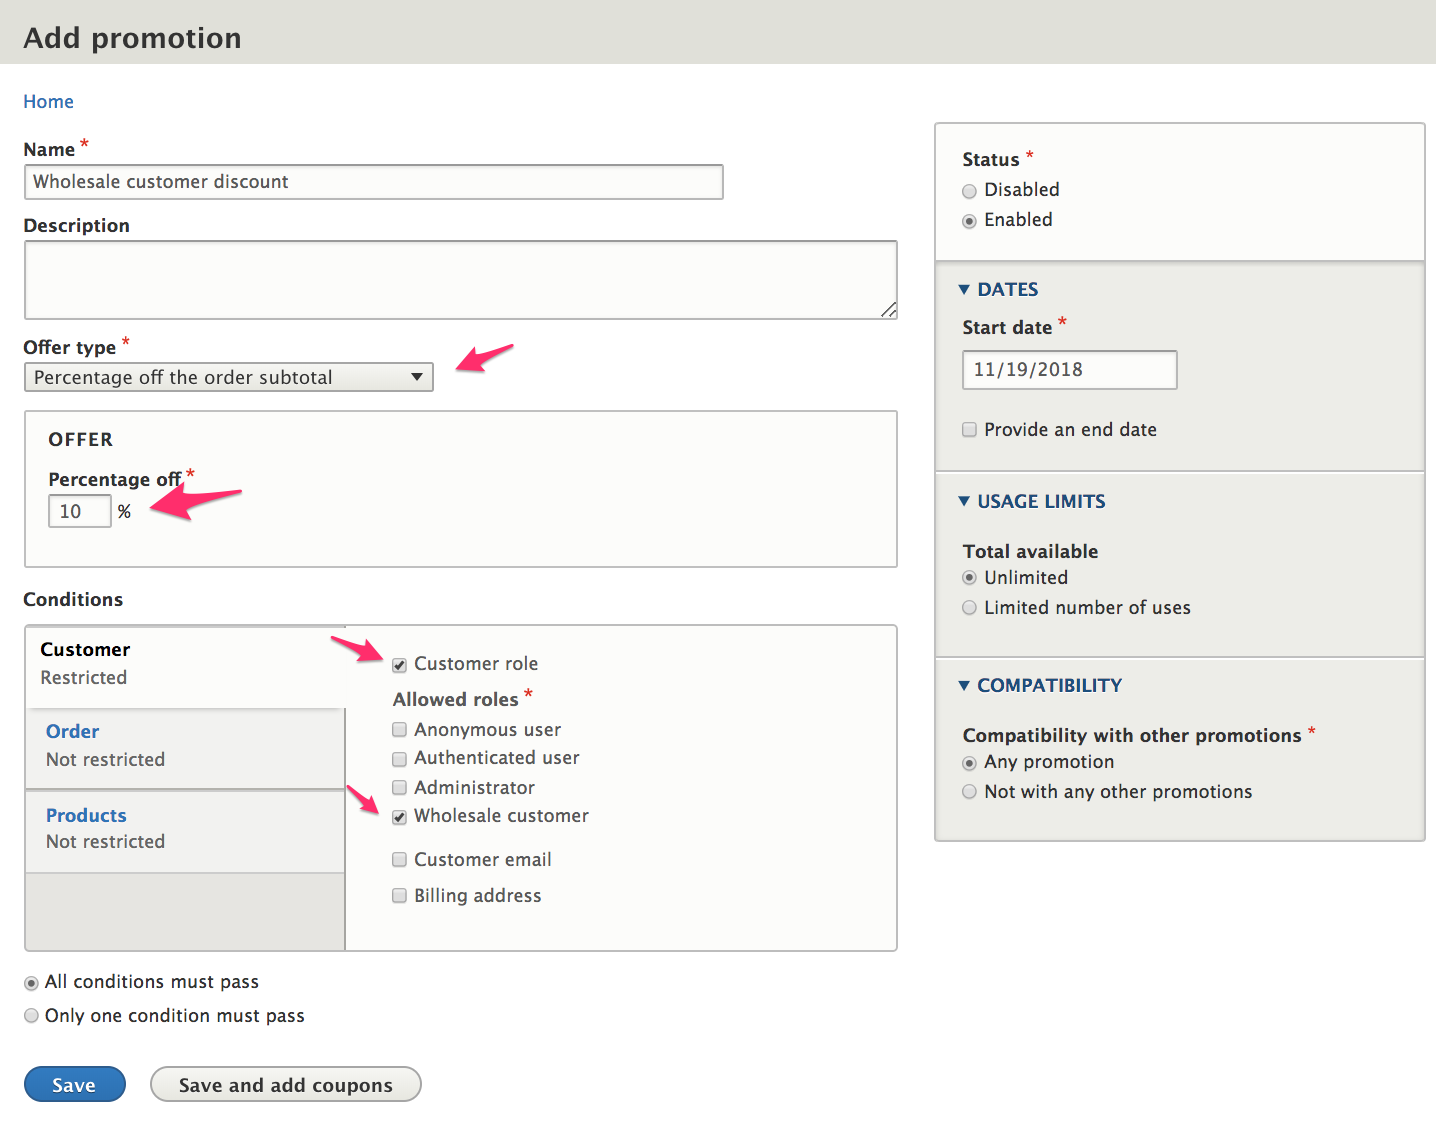 Add promotion
Home
Name *
Wholesale customer discount
Description
Offer type *
Percentage off the order subtotal
OFFER
Percentage off *
10 %
Conditions
Customer
Restricted
Order
Not restricted
Products
Not restricted
Customer role
Allowed roles *
Anonymous user
Authenticated user
Administrator
Wholesale customer
Customer email
Billing address
All conditions must pass
Only one condition must pass
Save
Save and add coupons
Status *
Disabled
Enabled
DATES
Start date *
11/19/2018
Provide an end date
USAGE LIMITS
Total available
Unlimited
Limited number of uses
COMPATIBILITY
Compatibility with other promotions *
Any promotion
Not with any other promotions